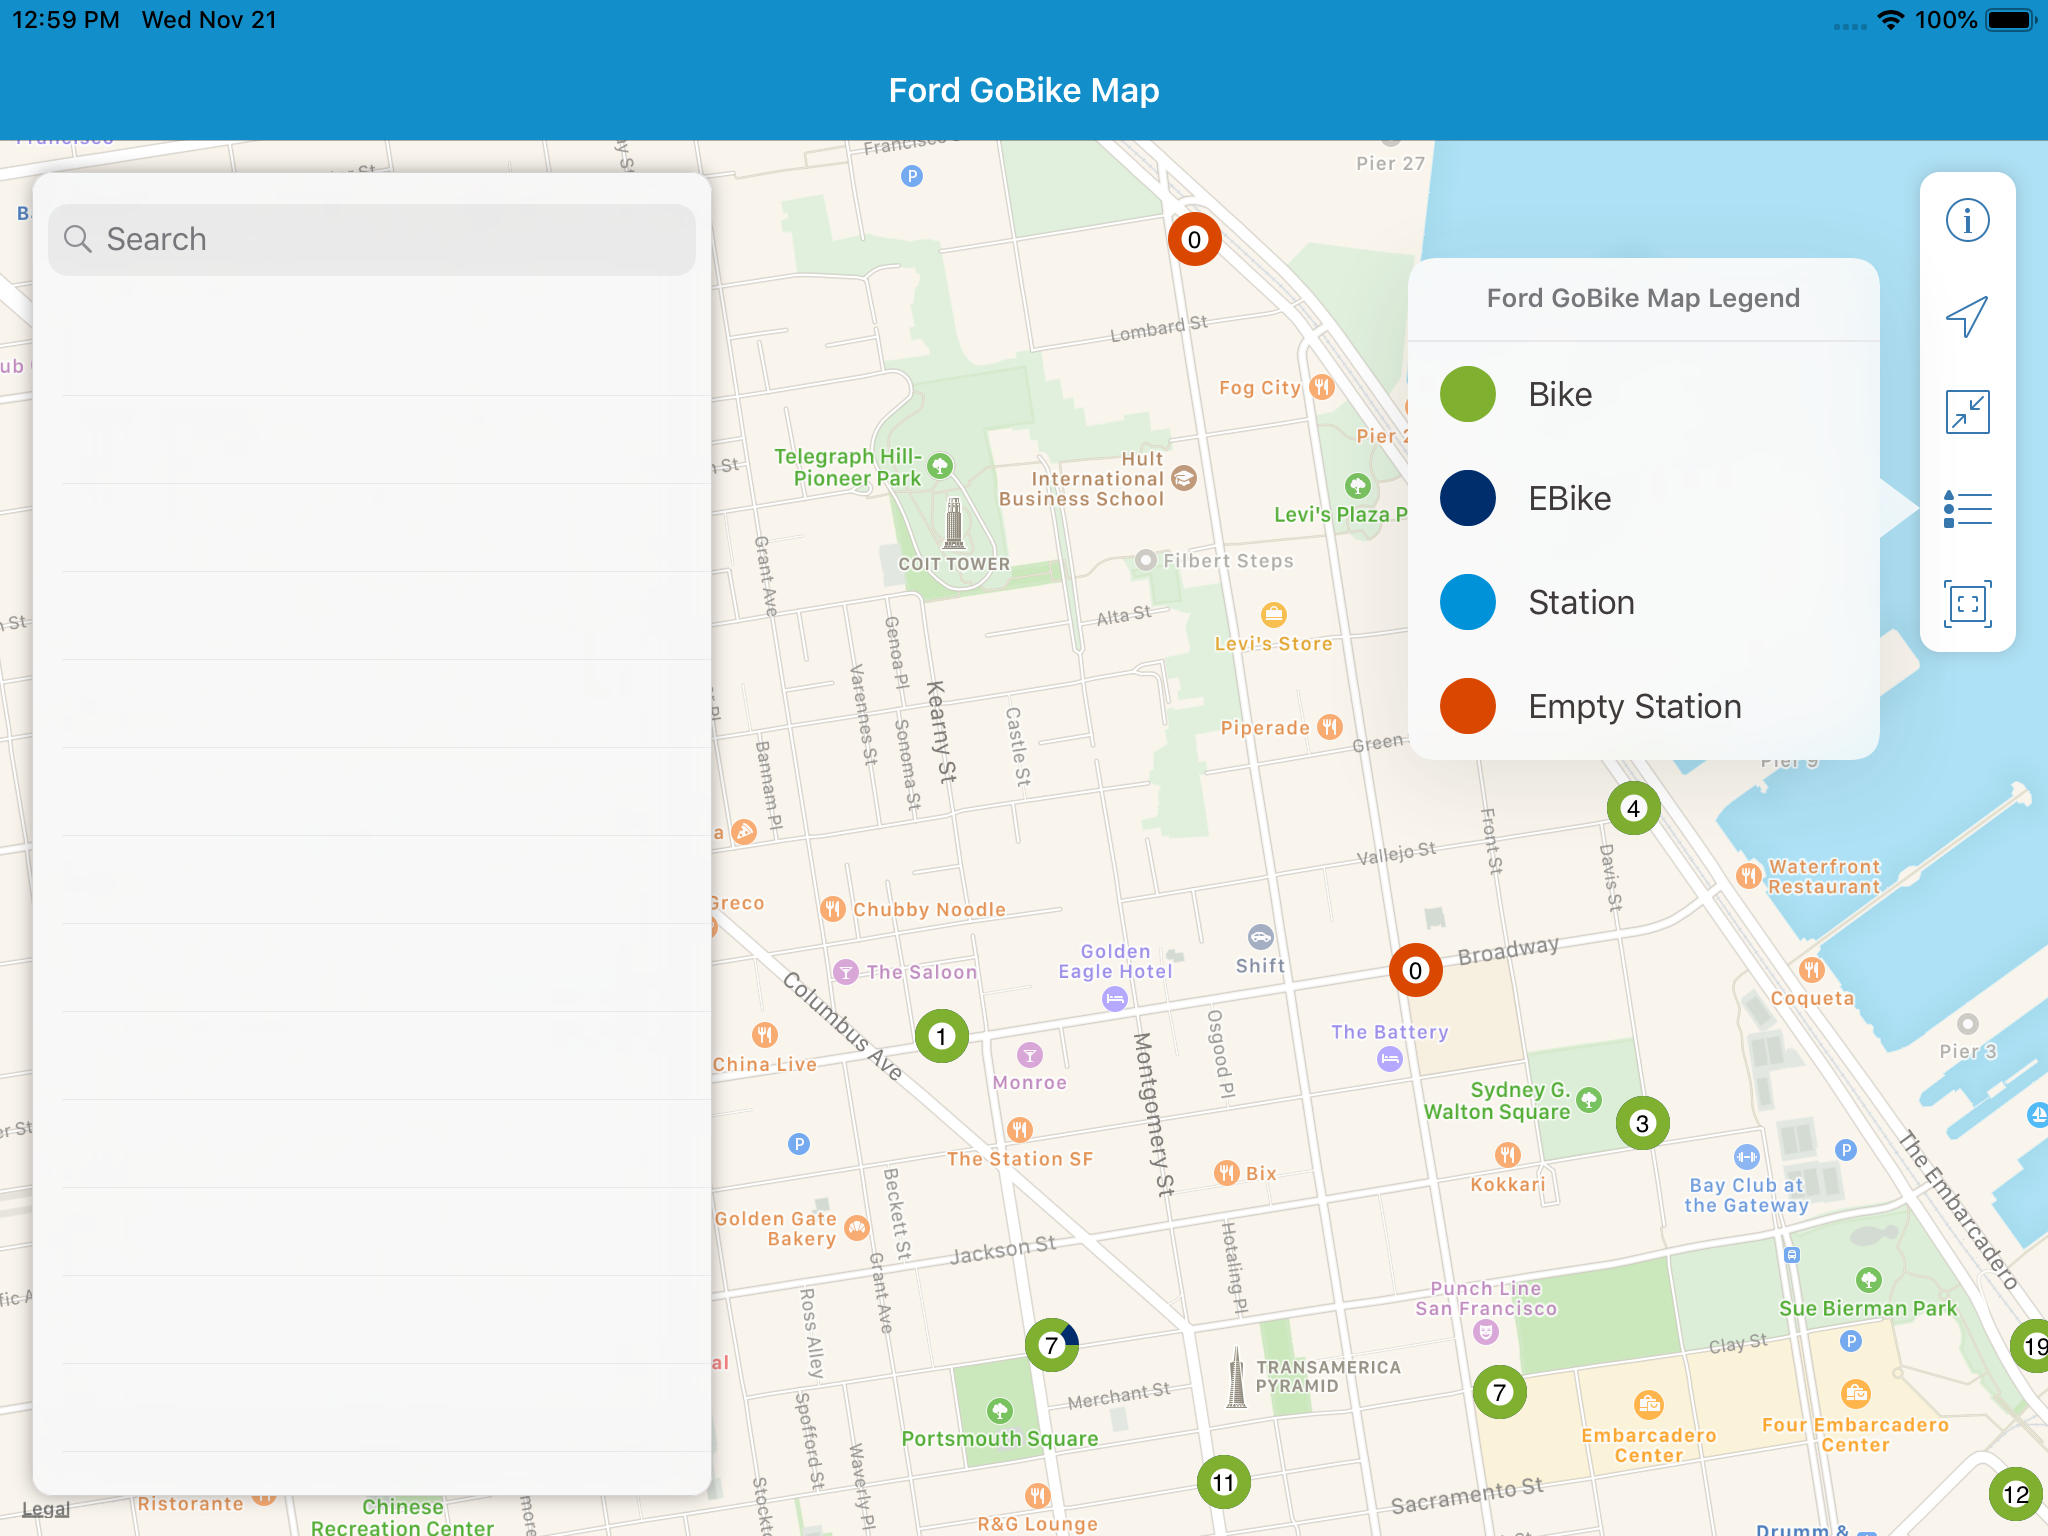 12:59 PM Wed Nov 21
100%
Ford GoBike Map
Search
Ford GoBike Map Legend
Bike
EBike
Station
Empty Station
Francisco
P
Pier 27
0
Lombard St
Fog City
Telegraph Hill-
Pioneer Park
Hult
International
Business School
Levi's Plaza P
COIT TOWER
Filbert Steps
Grant Ave
Alta St
Genoa Pl
Levi's Store
Varennes St
Kearny St
Sonoma St
Castle St
Bannam Pl
Piperade
Green
Pier 9
4
Front St
Vallejo St
Davis St
Waterfront
Restaurant
Greco
Chubby Noodle
Golden
Eagle Hotel
Shift
0
Broadway
The Saloon
Columbus Ave
Coqueta
1
Osgood Pl
The Battery
Pier 3
China Live
Monroe
Montgomery St
Sydney G.
Walton Square
3
P
The Station SF
Bix
Kokkari
Bay Club at
the Gateway
P
The Embarcadero
Golden Gate
Bakery
Beckett St
Jackson St
Hotaling Pl
Grant Ave
Ross Alley
Punch Line
San Francisco
Sue Bierman Park
7
Clay St
P
19
TRANSAMERICA
PYRAMID
Merchant St
7
Spofford St
Portsmouth Square
Waverly Pl
Embarcadero
Center
Four Embarcadero
Center
11
Sacramento St
12
Legal
Ristorante
Chinese
Recreation Center
R&G Lounge
Drumm &